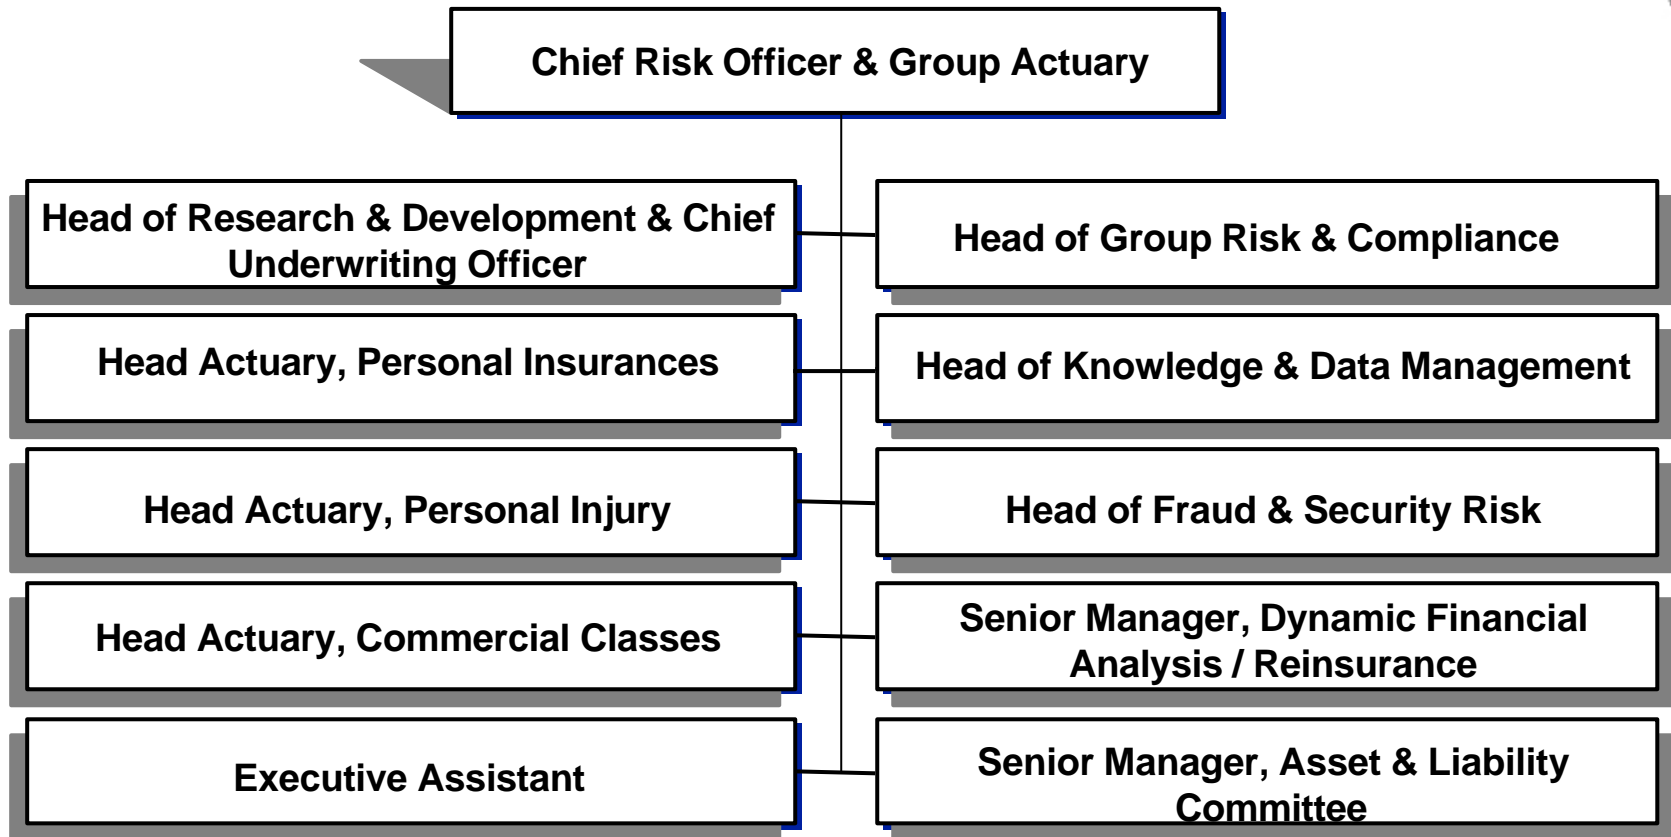 Chief Risk Officer & Group Actuary
Head of Research & Development & Chief
Underwriting Officer
Head of Group Risk & Compliance
Head Actuary, Personal Insurances
Head of Knowledge & Data Management
Head Actuary, Personal Injury
Head of Fraud & Security Risk
Head Actuary, Commercial Classes
Senior Manager, Dynamic Financial
Analysis / Reinsurance
Executive Assistant
Senior Manager, Asset & Liability
Committee